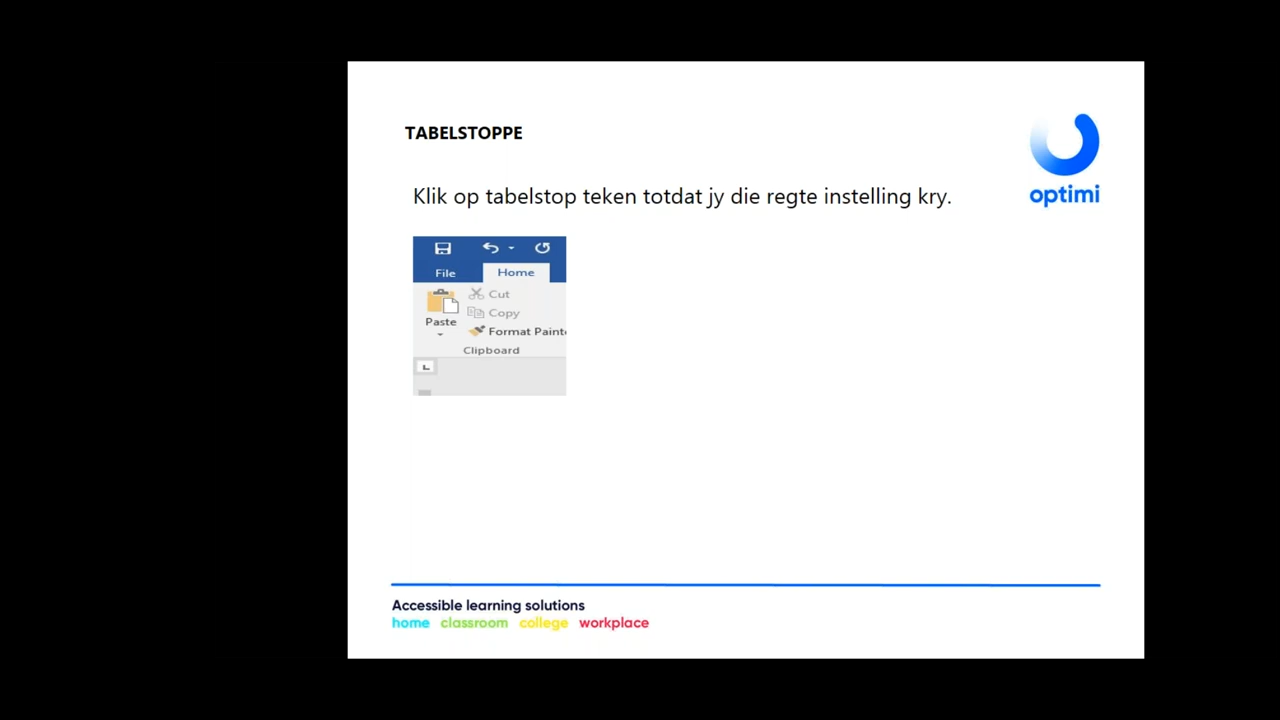 TABELSTOPPE
optimi
Klik op tabelstop teken totdat jy die regte instelling kry.
File Home
Cut
Copy
Paste
Format Painte
Clipboard
Accessible learning solutions
home classroom college workplace